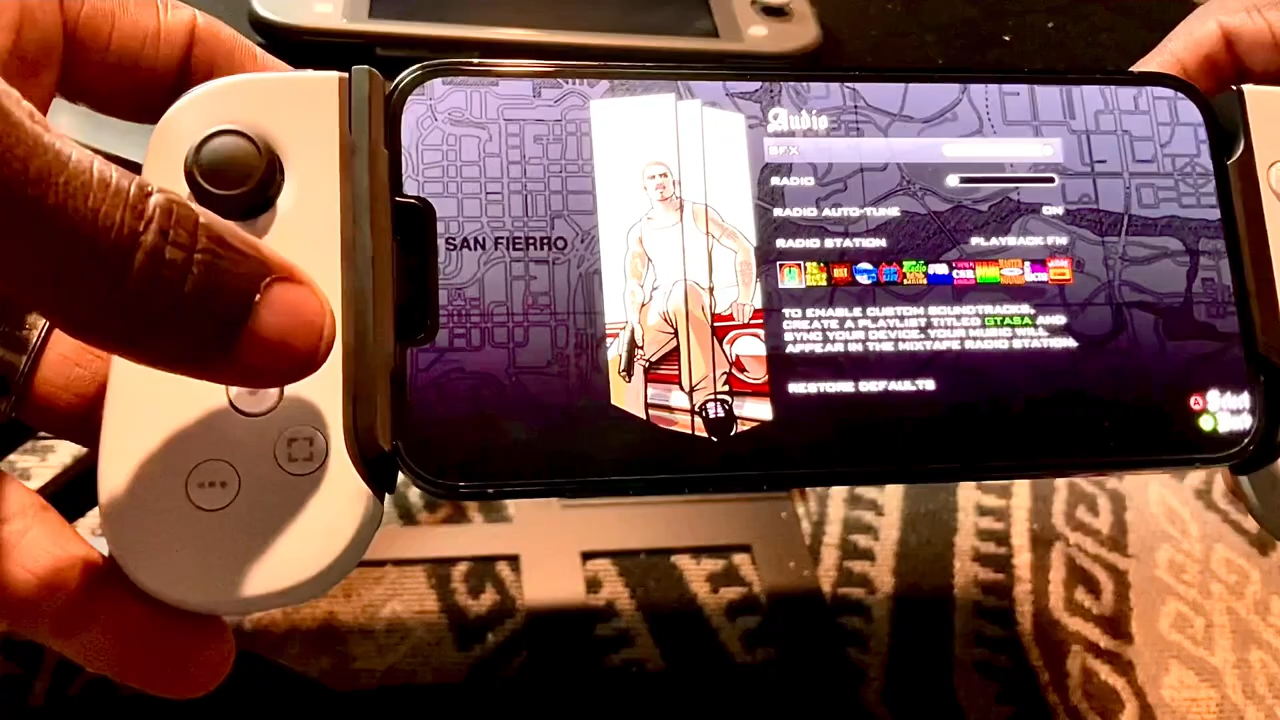 SAN FIERRO
Audio
SFX
RADIO
RADIO AUTO-TUNE ON
RADIO STATION PLAYBACK FM
TO ENABLE CUSTOM SOUNDTRACKS,
CREATE A PLAYLIST TITLED GTASA AND
SYNC YOUR DEVICE. YOUR MUSIC WILL
APPEAR IN THE MIXTAPE RADIO STATION.
RESTORE DEFAULTS
A Select
Back